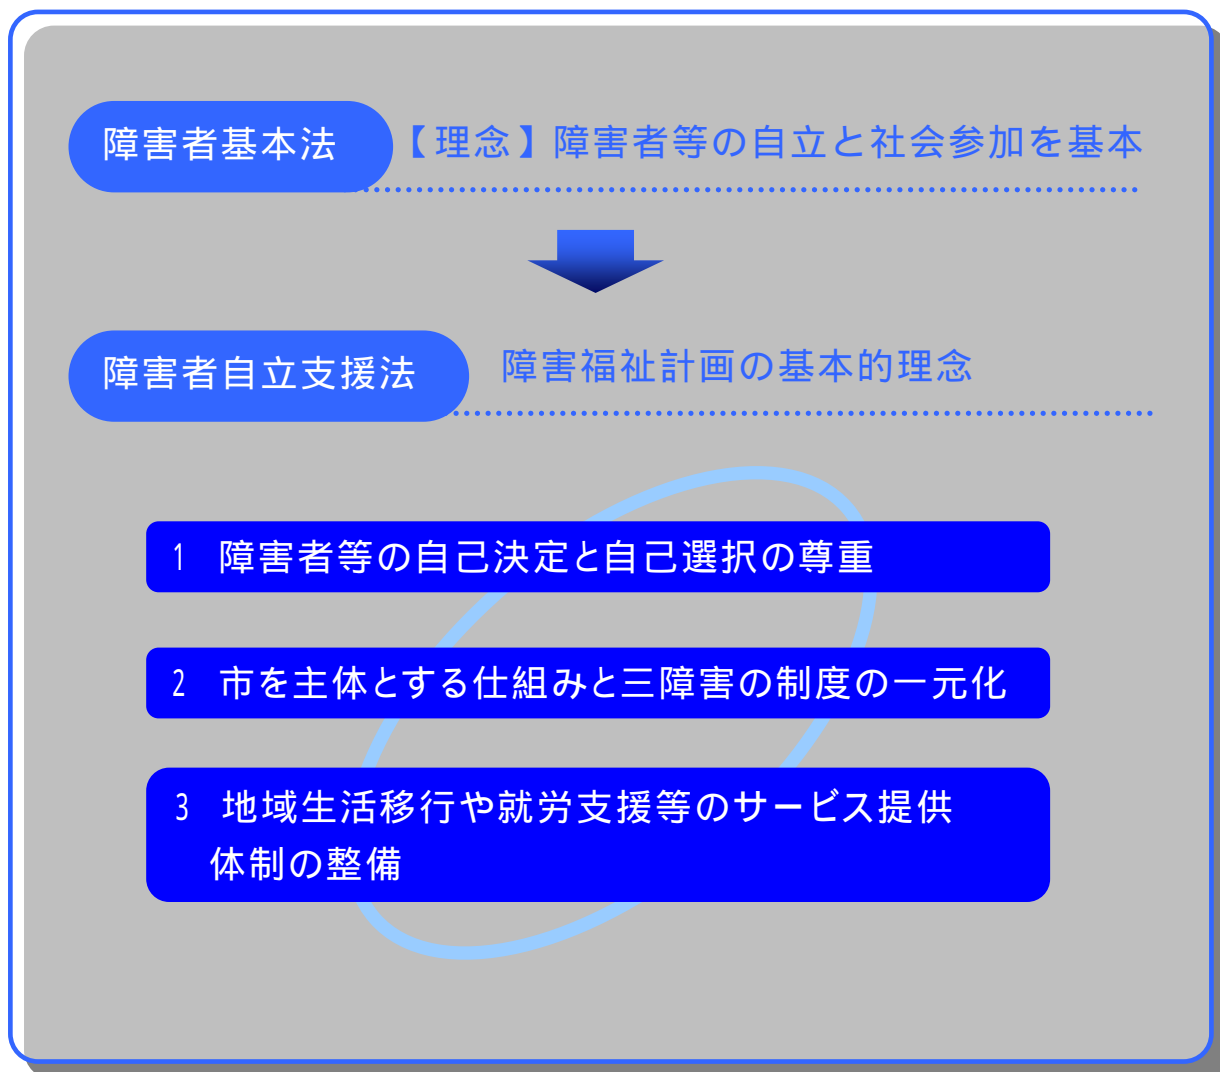 障害者基本法 【理念】障害者等の自立と社会参加を基本
障害者自立支援法 障害福祉計画の基本的理念
1 障害者等の自己決定と自己選択の尊重
2 市を主体とする仕組みと三障害の制度の一元化
3 地域生活移行や就労支援等のサービス提供
体制の整備